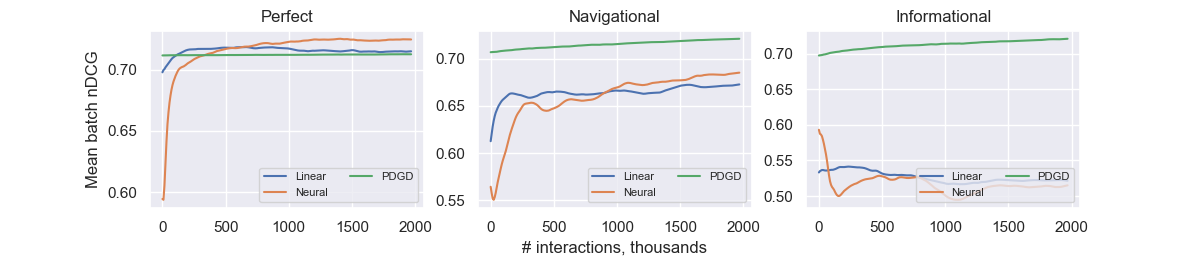 Perfect
Navigational
Informational
Mean batch nDCG
0.70
0.65
0.60
0 500 1000 1500 2000
Linear
Neural
PDGD
0.70
0.65
0.60
0.55
0 500 1000 1500 2000
Linear
Neural
PDGD
0.70
0.65
0.60
0.55
0.50
0 500 1000 1500 2000
Linear
Neural
PDGD
# interactions, thousands